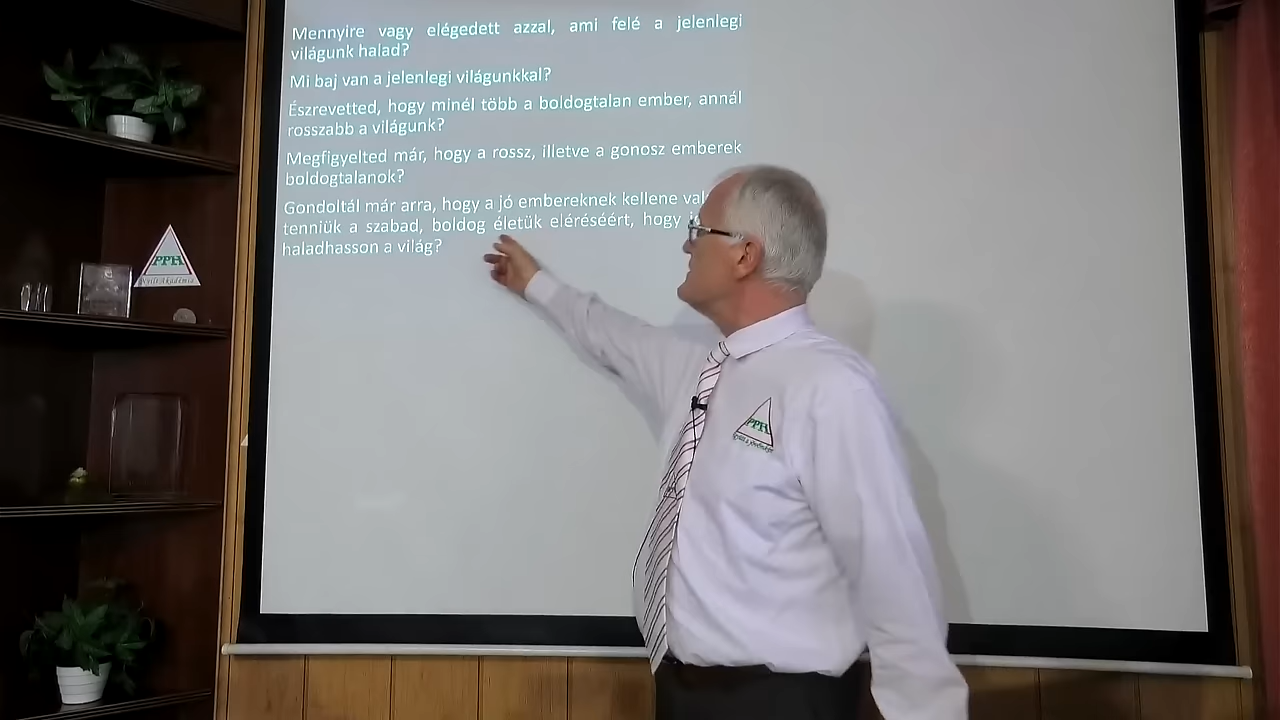 Mennyire vagy elégedett azzal, ami felé a jelenlegi
világunk halad?
Mi baj van a jelenlegi világunkkal?
Észrevetted, hogy minél több a boldogtalan ember, annál
rosszabb a világunk?
Megfigyelted már, hogy a rossz, illetve a gonosz emberek
boldogtalanok?
Gondoltál már arra, hogy a jó embereknek kellene
tenniük a szabad, boldog életük eléréséért, hogy
haladhasson a világ?
PPH
Nyílt Akadémia
PPH